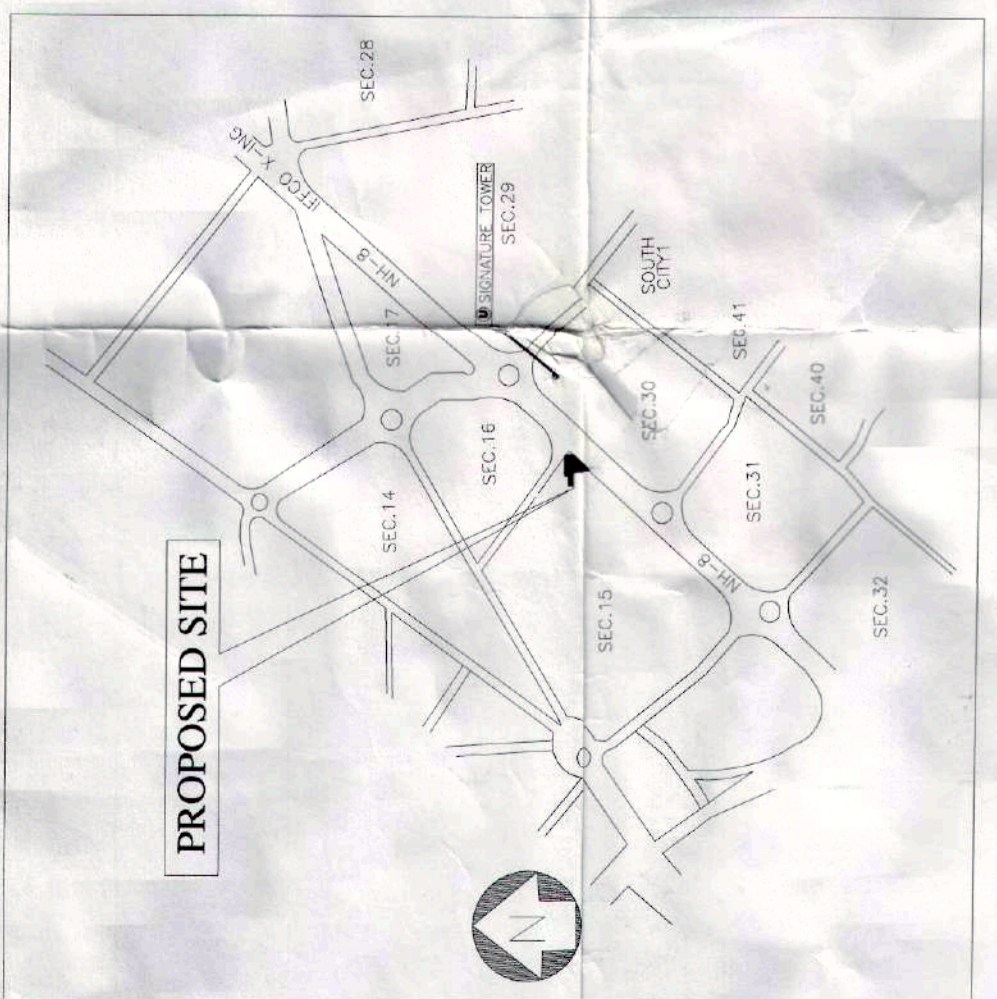 PROPOSED SITE
SEC.28
IFFCO X-ING
NH-8
SIGNATURE TOWER
SEC.29
SEC.17
SOUTH
CITY1
SEC.41
SEC.30
SEC.40
SEC.16
SEC.14
SEC.31
NH-8
SEC.15
SEC.32
N